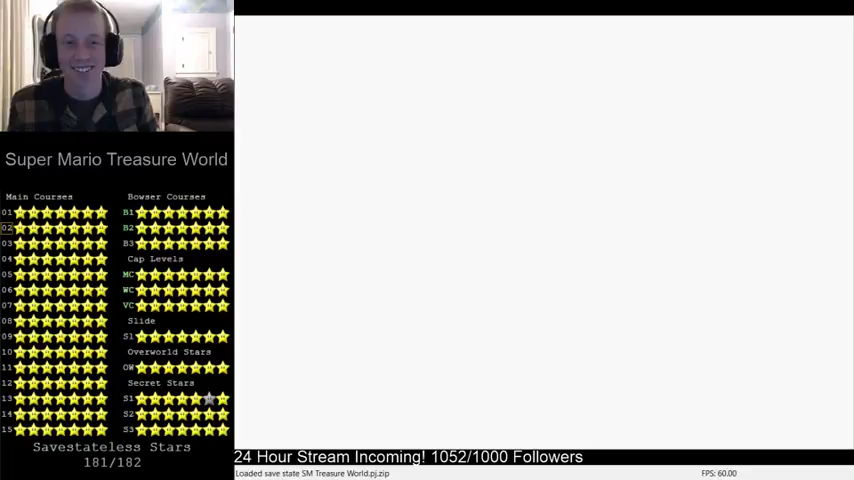 Super Mario Treasure World
Main Courses
01
02
03
04
05
06
07
08
09
10
11
12
13
14
15
Bowser Courses
B1
B2
B3
Cap Levels
MC
WC
VC
Slide
S1
Overworld Stars
OW
Secret Stars
S1
S2
S3
Savestateless Stars
181/182
24 Hour Stream Incoming! 1052/1000 Followers
Loaded save state SM Treasure World.pj.zip
FPS: 60.00